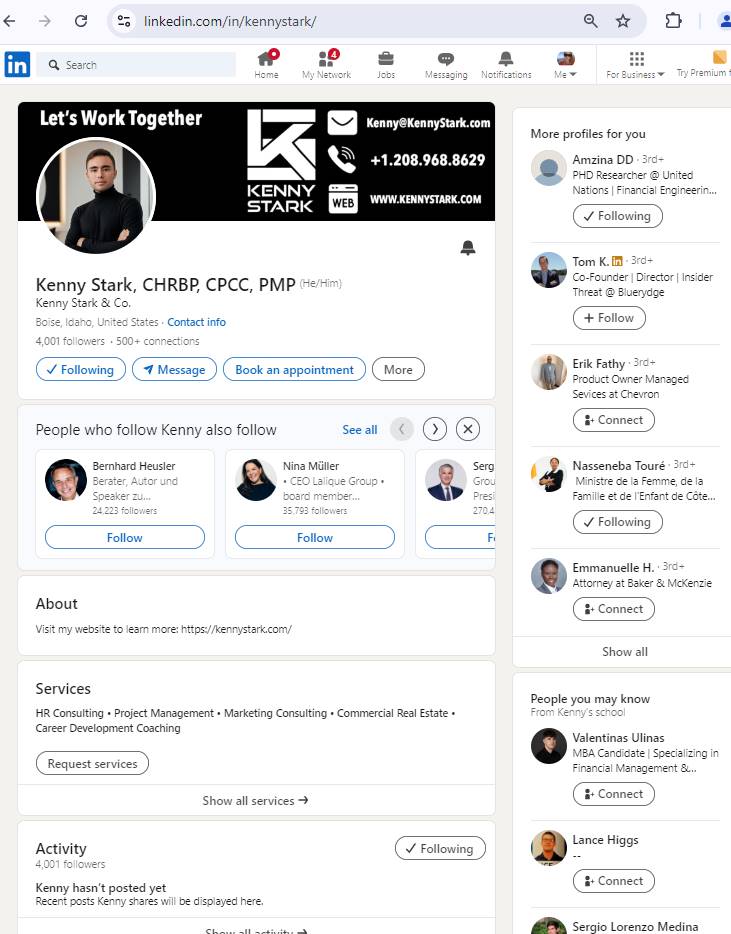 linkedin.com/in/kennystark/
in
Search
Home
4
My Network
Jobs
Messaging
Notifications
Me
For Business
Try Premium f
Let's Work Together
KENNY
STARK
Kenny@KennyStark.com
+1.208.968.8629
WEB
WWW.KENNYSTARK.COM
Kenny Stark, CHRBP, CPCC, PMP (He/Him)
Kenny Stark & Co.
Boise, Idaho, United States · Contact info
4,001 followers · 500+ connections
Following
Message
Book an appointment
More
People who follow Kenny also follow
See all
Bernhard Heusler
Berater, Autor und
Speaker zu...
24,223 followers
Follow
Nina Müller
• CEO Lalique Group •
board member...
35,793 followers
Follow
Serg
Grou
Presi
270,4
Fo
About
Visit my website to learn more: https://kennystark.com/
Services
HR Consulting • Project Management • Marketing Consulting • Commercial Real Estate •
Career Development Coaching
Request services
Show all services →
Activity
4,001 followers
Following
Kenny hasn't posted yet
Recent posts Kenny shares will be displayed here.
Show all activity →
More profiles for you
Amzina DD · 3rd+
PHD Researcher @ United
Nations | Financial Engineerin...
Following
Tom K. in · 3rd+
Co-Founder | Director | Insider
Threat @ Bluerydge
+ Follow
Erik Fathy · 3rd+
Product Owner Managed
Sevices at Chevron
Connect
Nasseneba Touré · 3rd+
Ministre de la Femme, de la
Famille et de l'Enfant de Côte...
Following
Emmanuelle H. · 3rd+
Attorney at Baker & McKenzie
Connect
Show all
People you may know
From Kenny's school
Valentinas Ulinas
MBA Candidate | Specializing in
Financial Management &...
Connect
Lance Higgs
--
Connect
Sergio Lorenzo Medina